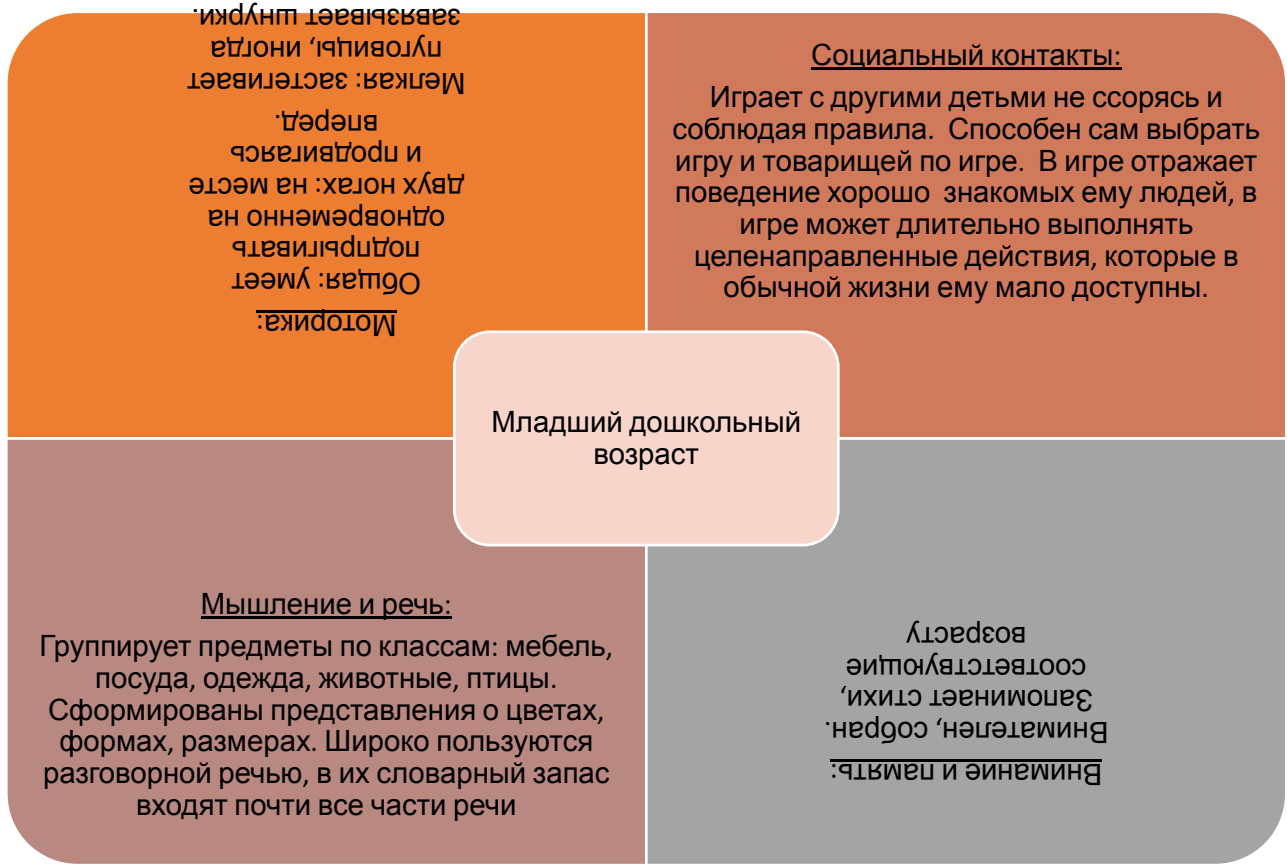 Моторика:
Общая: умеет
подпрыгивать
одновременно на
двух ногах: на месте
и продвигаясь
вперед.
Мелкая: застегивает
пуговицы, иногда
завязывает шнурки.
Социальный контакты:
Играет с другими детьми не ссорясь и
соблюдая правила. Способен сам выбрать
игру и товарищей по игре. В игре отражает
поведение хорошо знакомых ему людей, в
игре может длительно выполнять
целенаправленные действия, которые в
обычной жизни ему мало доступны.
Младший дошкольный
возраст
Мышление и речь:
Группирует предметы по классам: мебель,
посуда, одежда, животные, птицы.
Сформированы представления о цветах,
формах, размерах. Широко пользуются
разговорной речью, в их словарный запас
входят почти все части речи
Внимание и память:
Внимателен, собран.
Запоминает стихи,
соответствующие
возрасту